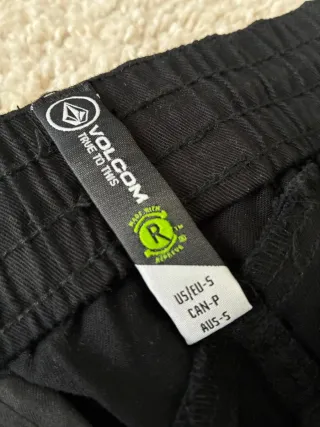 VOLCOM
TRUE TO THIS
MADE WITH
R
REPREVE
US/EU-S
CAN-P
AUS-S